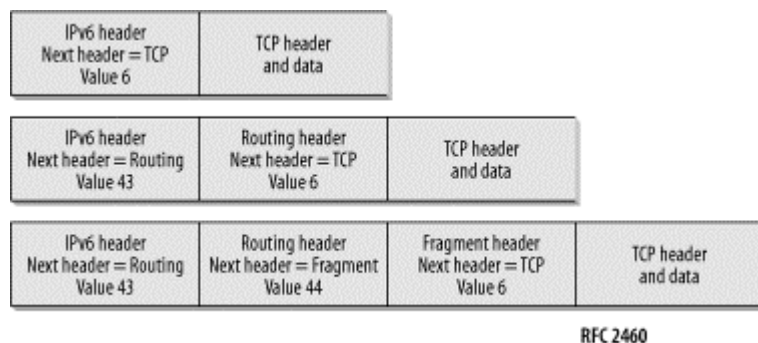 IPv6 header
Next header = TCP
Value 6
TCP header
and data
IPv6 header
Next header = Routing
Value 43
Routing header
Next header = TCP
Value 6
TCP header
and data
IPv6 header
Next header = Routing
Value 43
Routing header
Next header = Fragment
Value 44
Fragment header
Next header = TCP
Value 6
TCP header
and data
RFC 2460